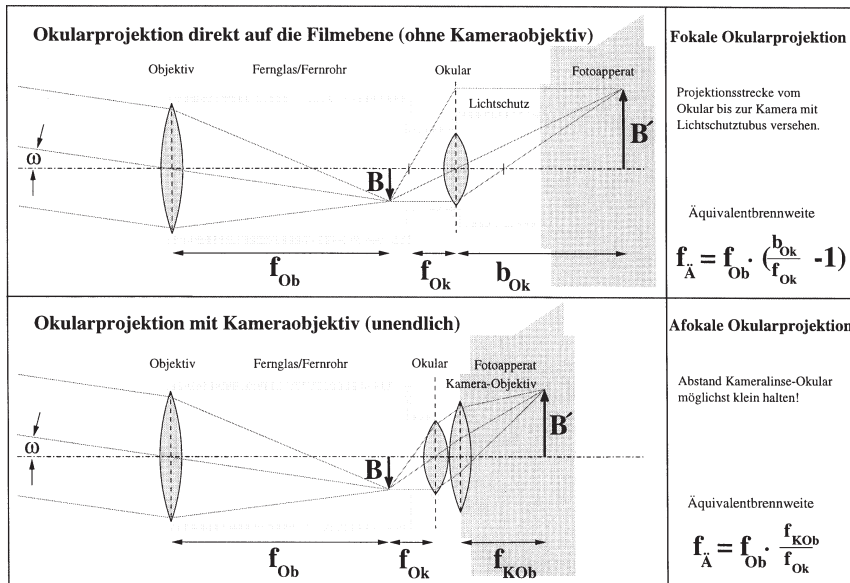 Okularprojektion direkt auf die Filmebene (ohne Kameraobjektiv)
Objektiv Fernglas/Fernrohr Okular Fotoapperat
Lichtschutz
ω
B
B´
f_Ob f_Ok b_Ok
Fokale Okularprojektion
Projektionsstrecke vom
Okular bis zur Kamera mit
Lichtschutztubus versehen.
Äquivalentbrennweite
f_Ä = f_Ob · (b_Ok/f_Ok -1)
Okularprojektion mit Kameraobjektiv (unendlich)
Objektiv Fernglas/Fernrohr Okular Fotoapperat
Kamera-Objektiv
ω
B
B´
f_Ob f_Ok f_KOb
Afokale Okularprojektion
Abstand Kameralinse-Okular
möglichst klein halten!
Äquivalentbrennweite
f_Ä = f_Ob · f_KOb/f_Ok